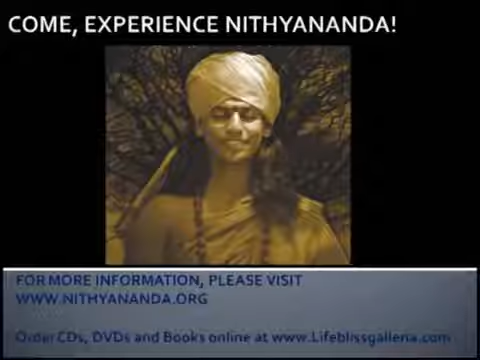 COME, EXPERIENCE NITHYANANDA!
FOR MORE INFORMATION, PLEASE VISIT
WWW.NITHYANANDA.ORG
Order CDs, DVDs and Books online at www.Lifeblissgalleria.com